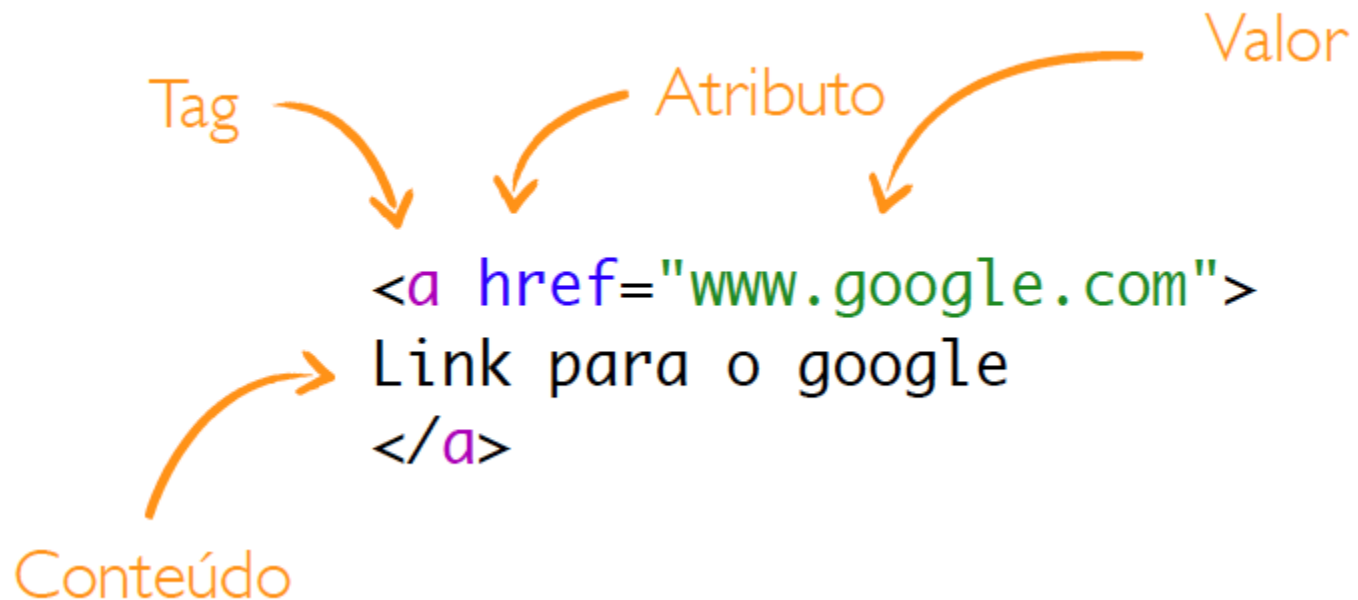 Valor
Tag
Atributo
<a href="www.google.com">
Link para o google
</a>
Conteúdo